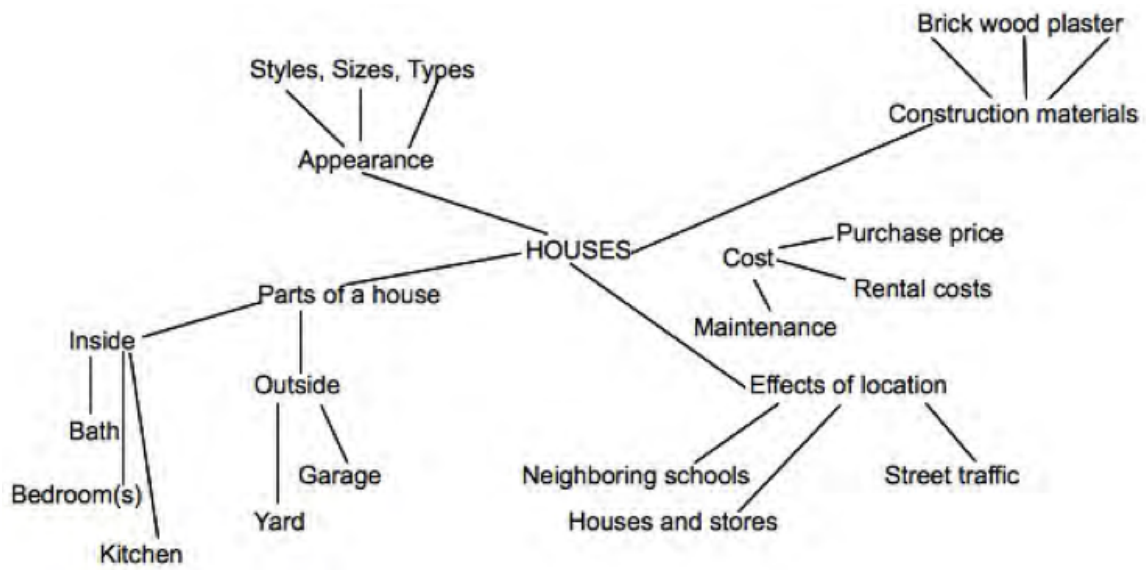 Brick wood plaster
Styles, Sizes, Types
Construction materials
Appearance
HOUSES
Purchase price
Cost
Rental costs
Parts of a house
Maintenance
Inside
Outside
Effects of location
Bath
Garage
Neighboring schools
Street traffic
Bedroom(s)
Yard
Houses and stores
Kitchen